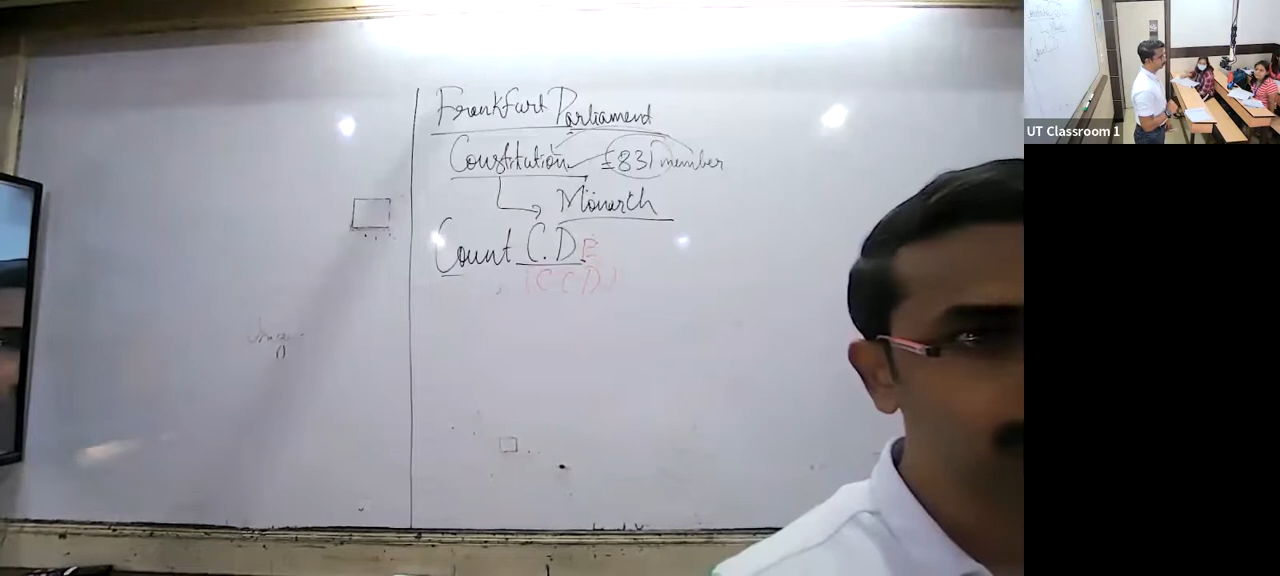 Frankfurt Parliament
Constitution 831 member
Monarch
Count C.D E
(C C D)
UT Classroom 1